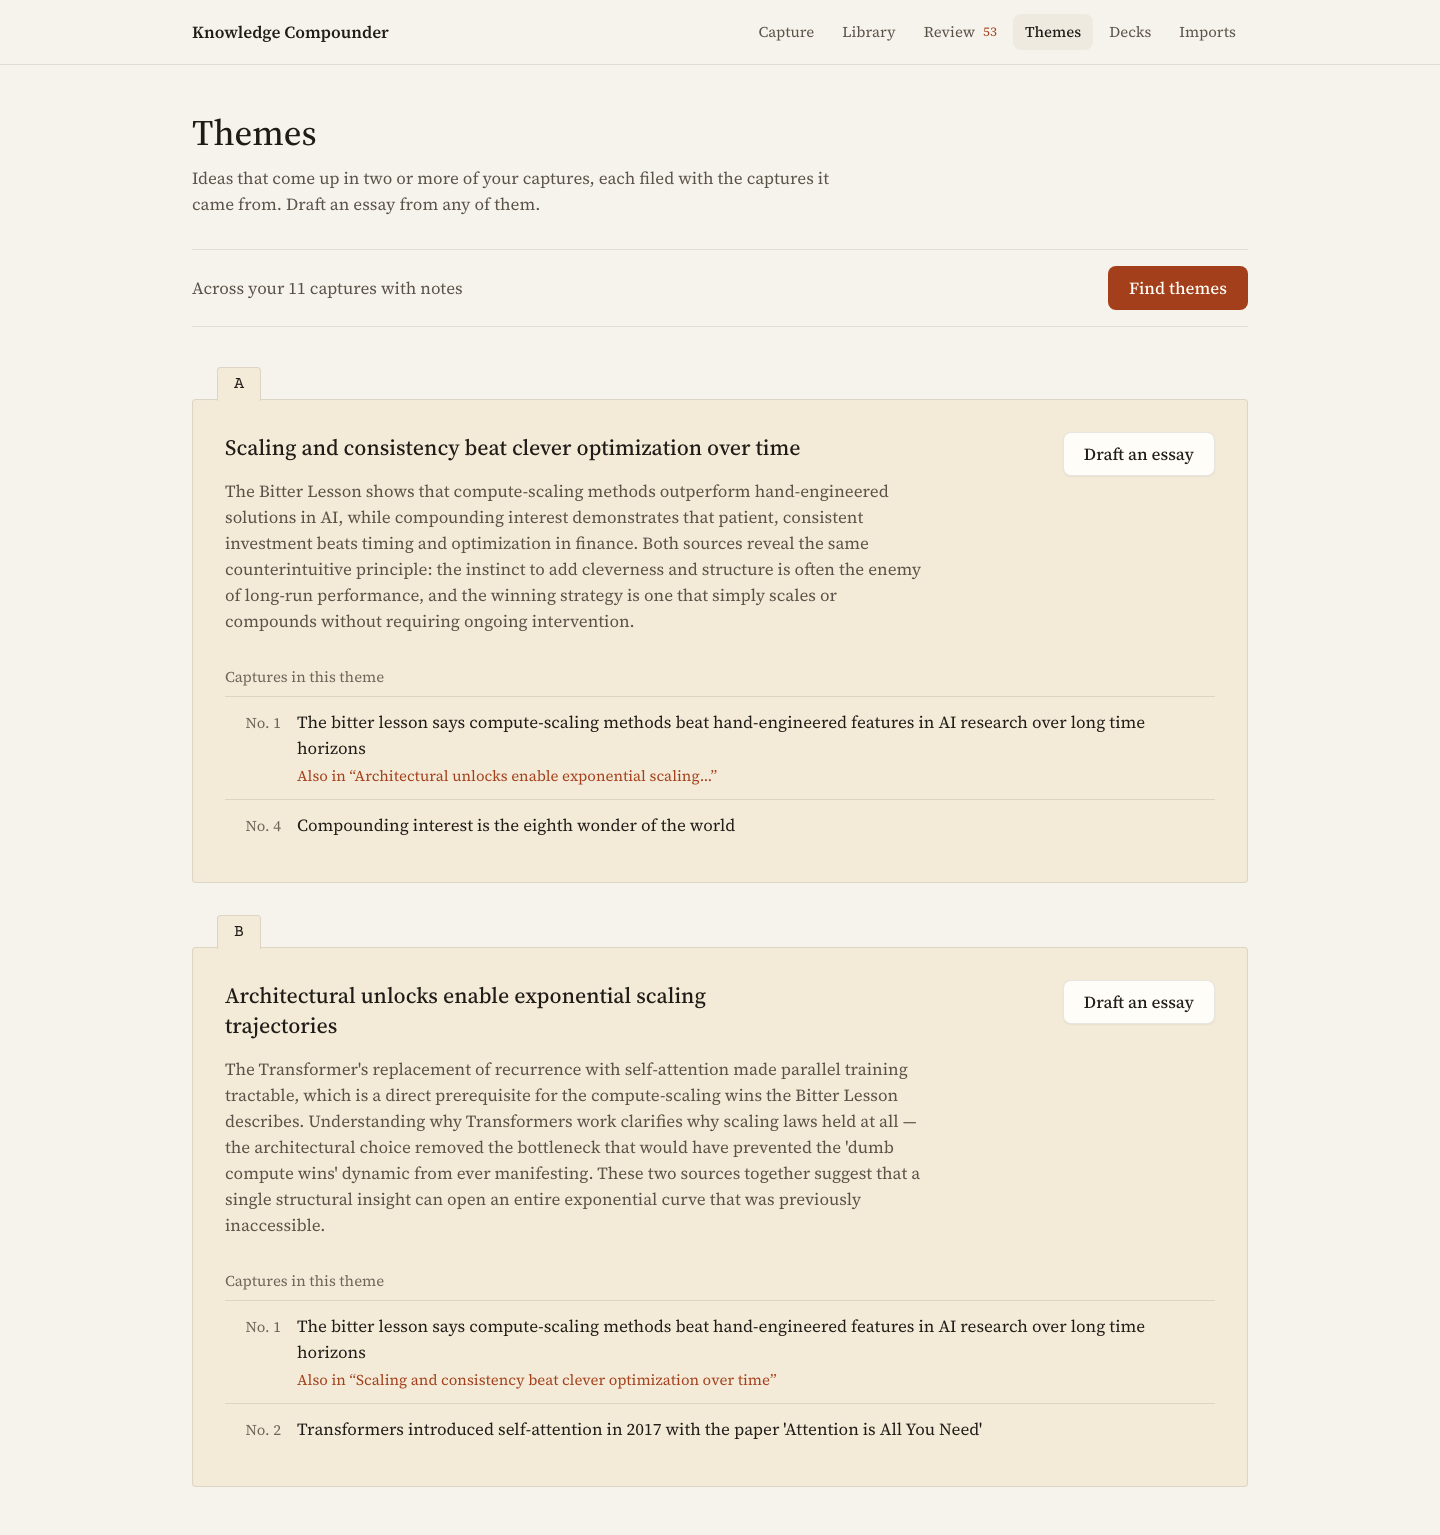 Knowledge Compounder
Capture
Library
Review 53
Themes
Decks
Imports
Themes
Ideas that come up in two or more of your captures, each filed with the captures it
came from. Draft an essay from any of them.
Across your 11 captures with notes
Find themes
A
Scaling and consistency beat clever optimization over time
Draft an essay
The Bitter Lesson shows that compute-scaling methods outperform hand-engineered
solutions in AI, while compounding interest demonstrates that patient, consistent
investment beats timing and optimization in finance. Both sources reveal the same
counterintuitive principle: the instinct to add cleverness and structure is often the enemy
of long-run performance, and the winning strategy is one that simply scales or
compounds without requiring ongoing intervention.
Captures in this theme
No. 1 The bitter lesson says compute-scaling methods beat hand-engineered features in AI research over long time
horizons
Also in “Architectural unlocks enable exponential scaling…”
No. 4 Compounding interest is the eighth wonder of the world
B
Architectural unlocks enable exponential scaling
trajectories
Draft an essay
The Transformer's replacement of recurrence with self-attention made parallel training
tractable, which is a direct prerequisite for the compute-scaling wins the Bitter Lesson
describes. Understanding why Transformers work clarifies why scaling laws held at all —
the architectural choice removed the bottleneck that would have prevented the 'dumb
compute wins' dynamic from ever manifesting. These two sources together suggest that a
single structural insight can open an entire exponential curve that was previously
inaccessible.
Captures in this theme
No. 1 The bitter lesson says compute-scaling methods beat hand-engineered features in AI research over long time
horizons
Also in “Scaling and consistency beat clever optimization over time”
No. 2 Transformers introduced self-attention in 2017 with the paper 'Attention is All You Need'